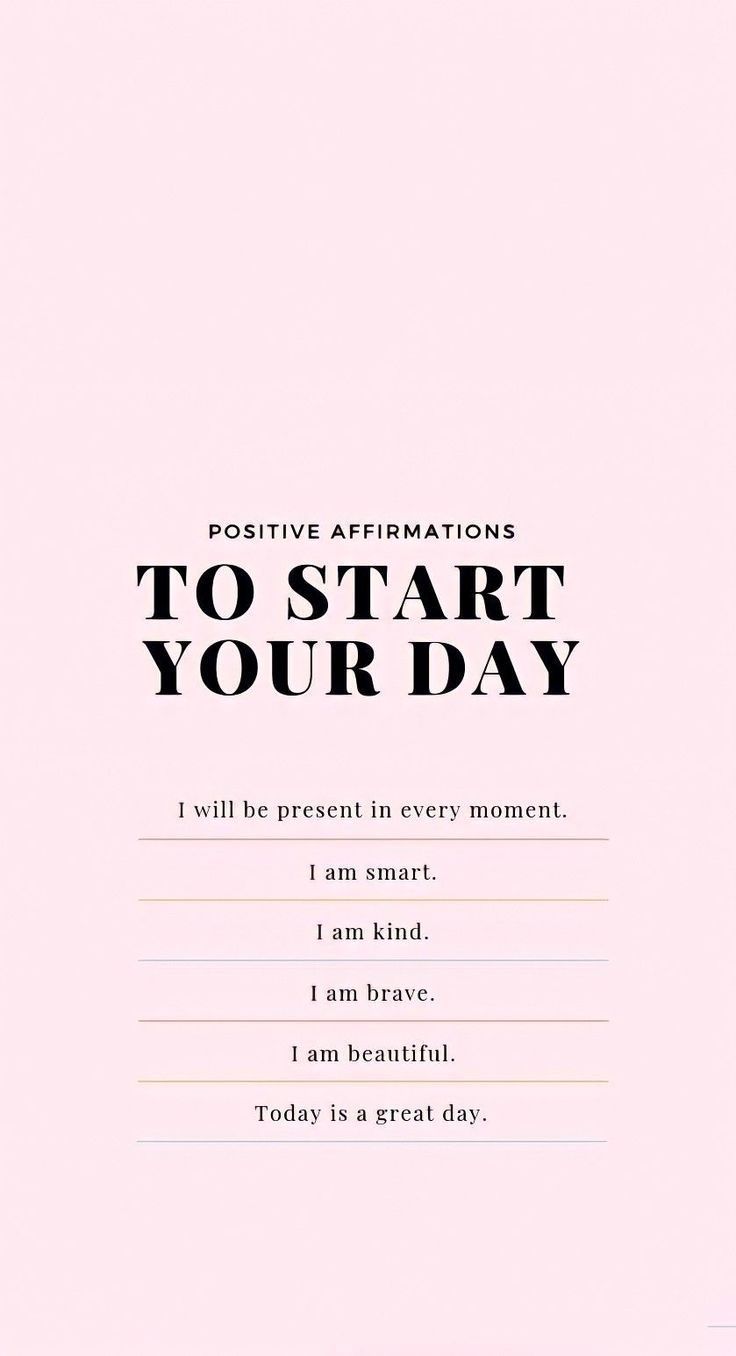 POSITIVE AFFIRMATIONS
TO START
YOUR DAY
I will be present in every moment.
I am smart.
I am kind.
I am brave.
I am beautiful.
Today is a great day.